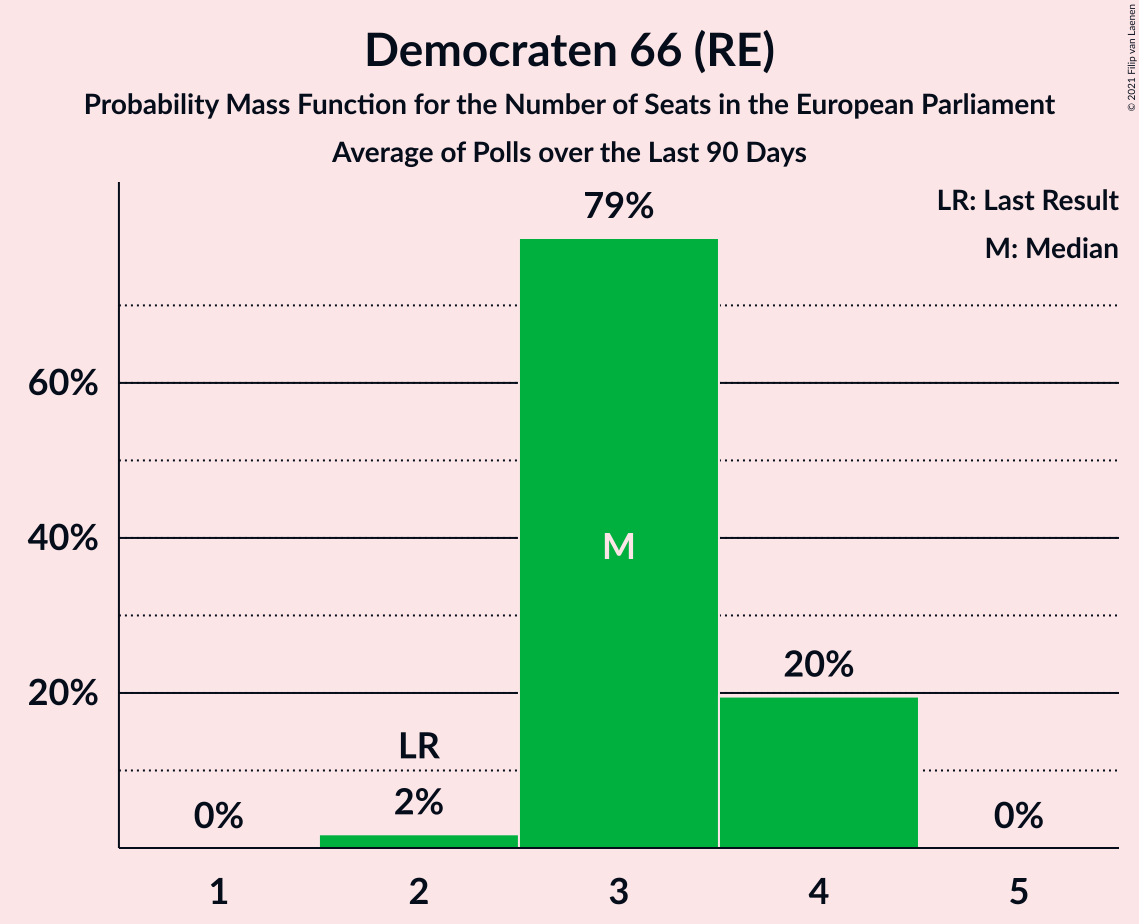 Democraten 66 (RE)
Probability Mass Function for the Number of Seats in the European Parliament
Average of Polls over the Last 90 Days
© 2021 Filip van Laenen
LR: Last Result
M: Median
79%
60%
40%
20%
M
20%
LR
0%
2%
0%
1
2
3
4
5